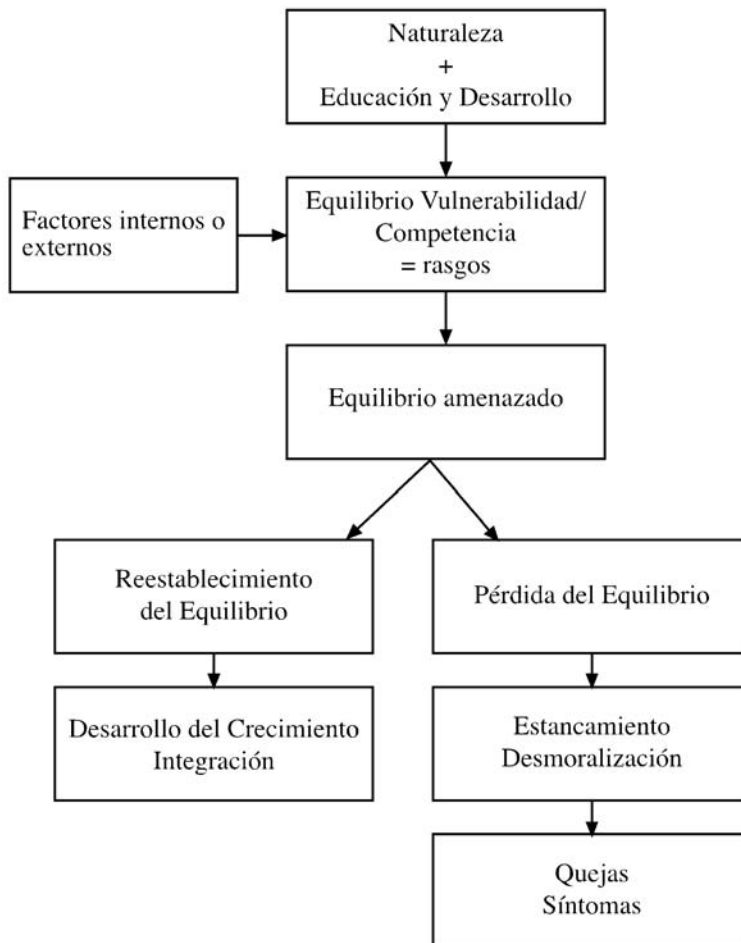 Naturaleza
+
Educación y Desarrollo
Factores internos o
externos
Equilibrio Vulnerabilidad/
Competencia
= rasgos
Equilibrio amenazado
Reestablecimiento
del Equilibrio
Pérdida del Equilibrio
Desarrollo del Crecimiento
Integración
Estancamiento
Desmoralización
Quejas
Síntomas